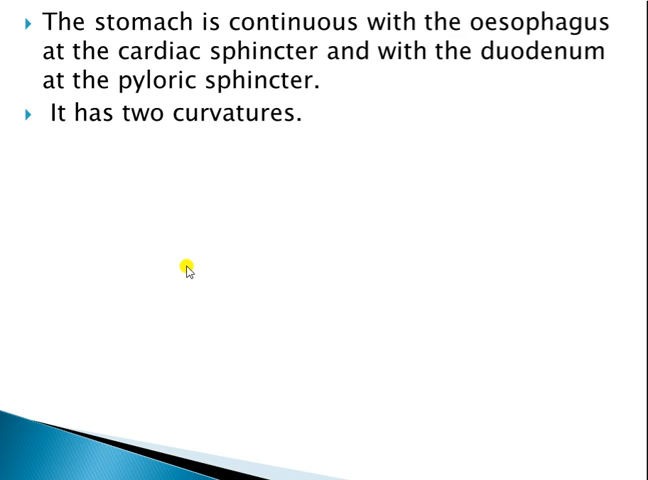 The stomach is continuous with the oesophagus
at the cardiac sphincter and with the duodenum
at the pyloric sphincter.
It has two curvatures.